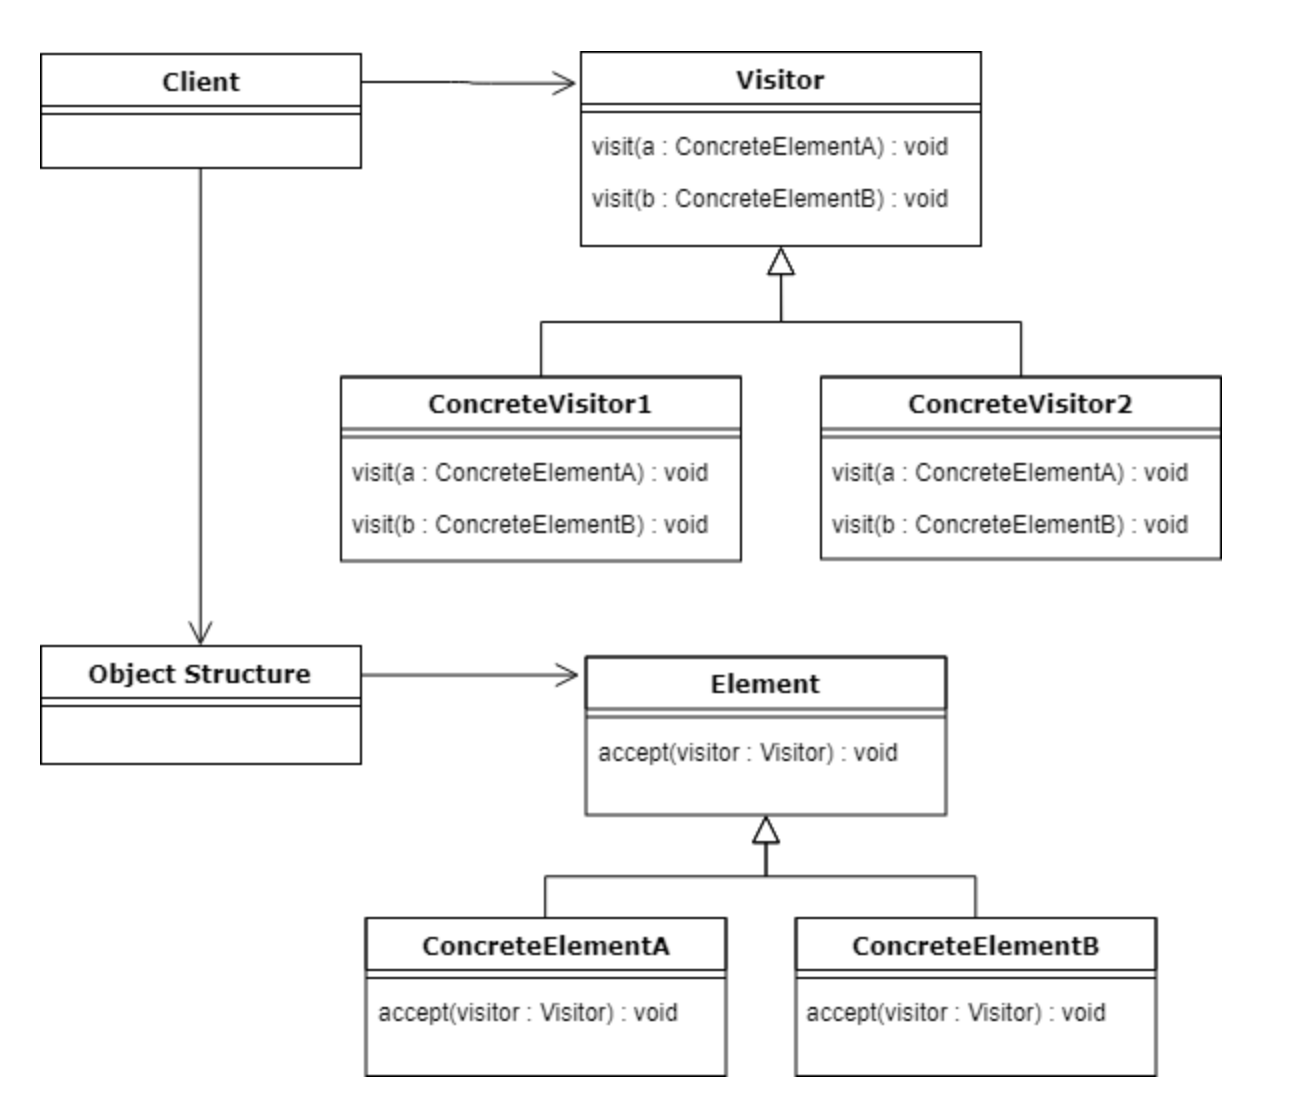 Client
Visitor
visit(a : ConcreteElementA) : void
visit(b : ConcreteElementB) : void
ConcreteVisitor1
visit(a : ConcreteElementA) : void
visit(b : ConcreteElementB) : void
ConcreteVisitor2
visit(a : ConcreteElementA) : void
visit(b : ConcreteElementB) : void
Object Structure
Element
accept(visitor : Visitor) : void
ConcreteElementA
accept(visitor : Visitor) : void
ConcreteElementB
accept(visitor : Visitor) : void